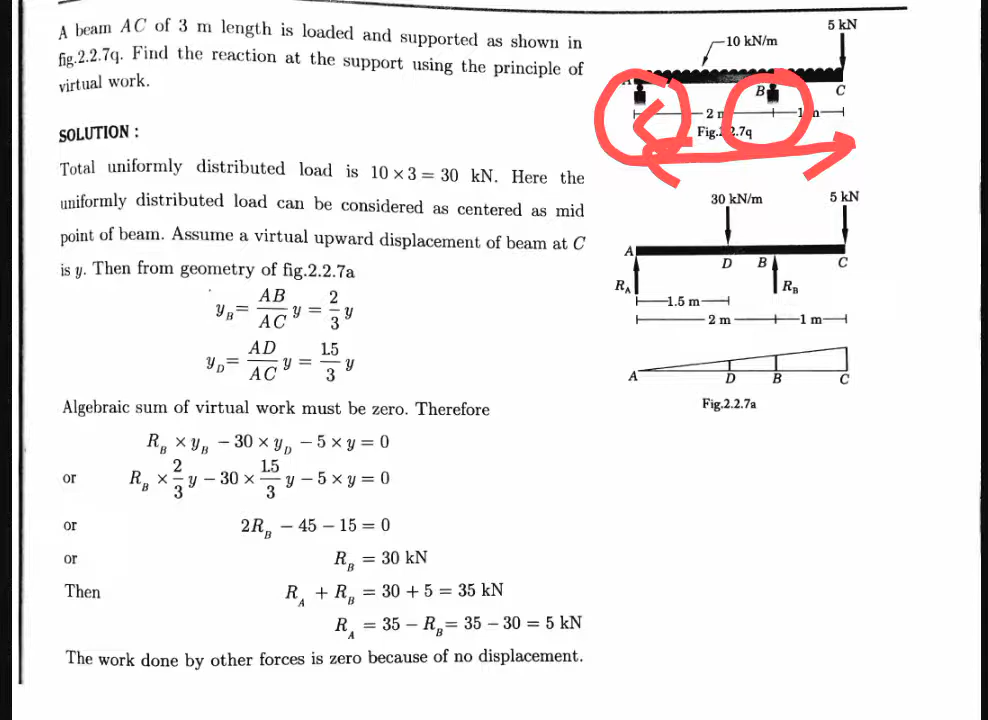 A beam AC of 3 m length is loaded and supported as shown in
fig.2.2.7q. Find the reaction at the support using the principle of
virtual work.
SOLUTION :
Total uniformly distributed load is 10 × 3 = 30 kN. Here the
uniformly distributed load can be considered as centered as mid
point of beam. Assume a virtual upward displacement of beam at C
is y. Then from geometry of fig.2.2.7a
y_B = AB/AC y = 2/3 y
y_D = AD/AC y = 1.5/3 y
Algebraic sum of virtual work must be zero. Therefore
R_B × y_B − 30 × y_D − 5 × y = 0
or R_B × 2/3 y − 30 × 1.5/3 y − 5 × y = 0
or 2R_B − 45 − 15 = 0
or R_B = 30 kN
Then R_A + R_B = 30 + 5 = 35 kN
R_A = 35 − R_B = 35 − 30 = 5 kN
The work done by other forces is zero because of no displacement.
5 kN
10 kN/m
A B C
2 m
Fig.2.2.7q
30 kN/m 5 kN
A D B C
R_A R_B
1.5 m
2 m 1 m
A D B C
Fig.2.2.7a